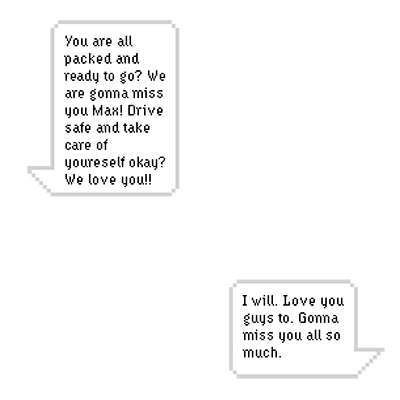 You are all
packed and
ready to go? We
are gonna miss
you Max! Drive
safe and take
care of
youreself okay?
We love you!!
I will. Love you
guys to. Gonna
miss you all so
much.